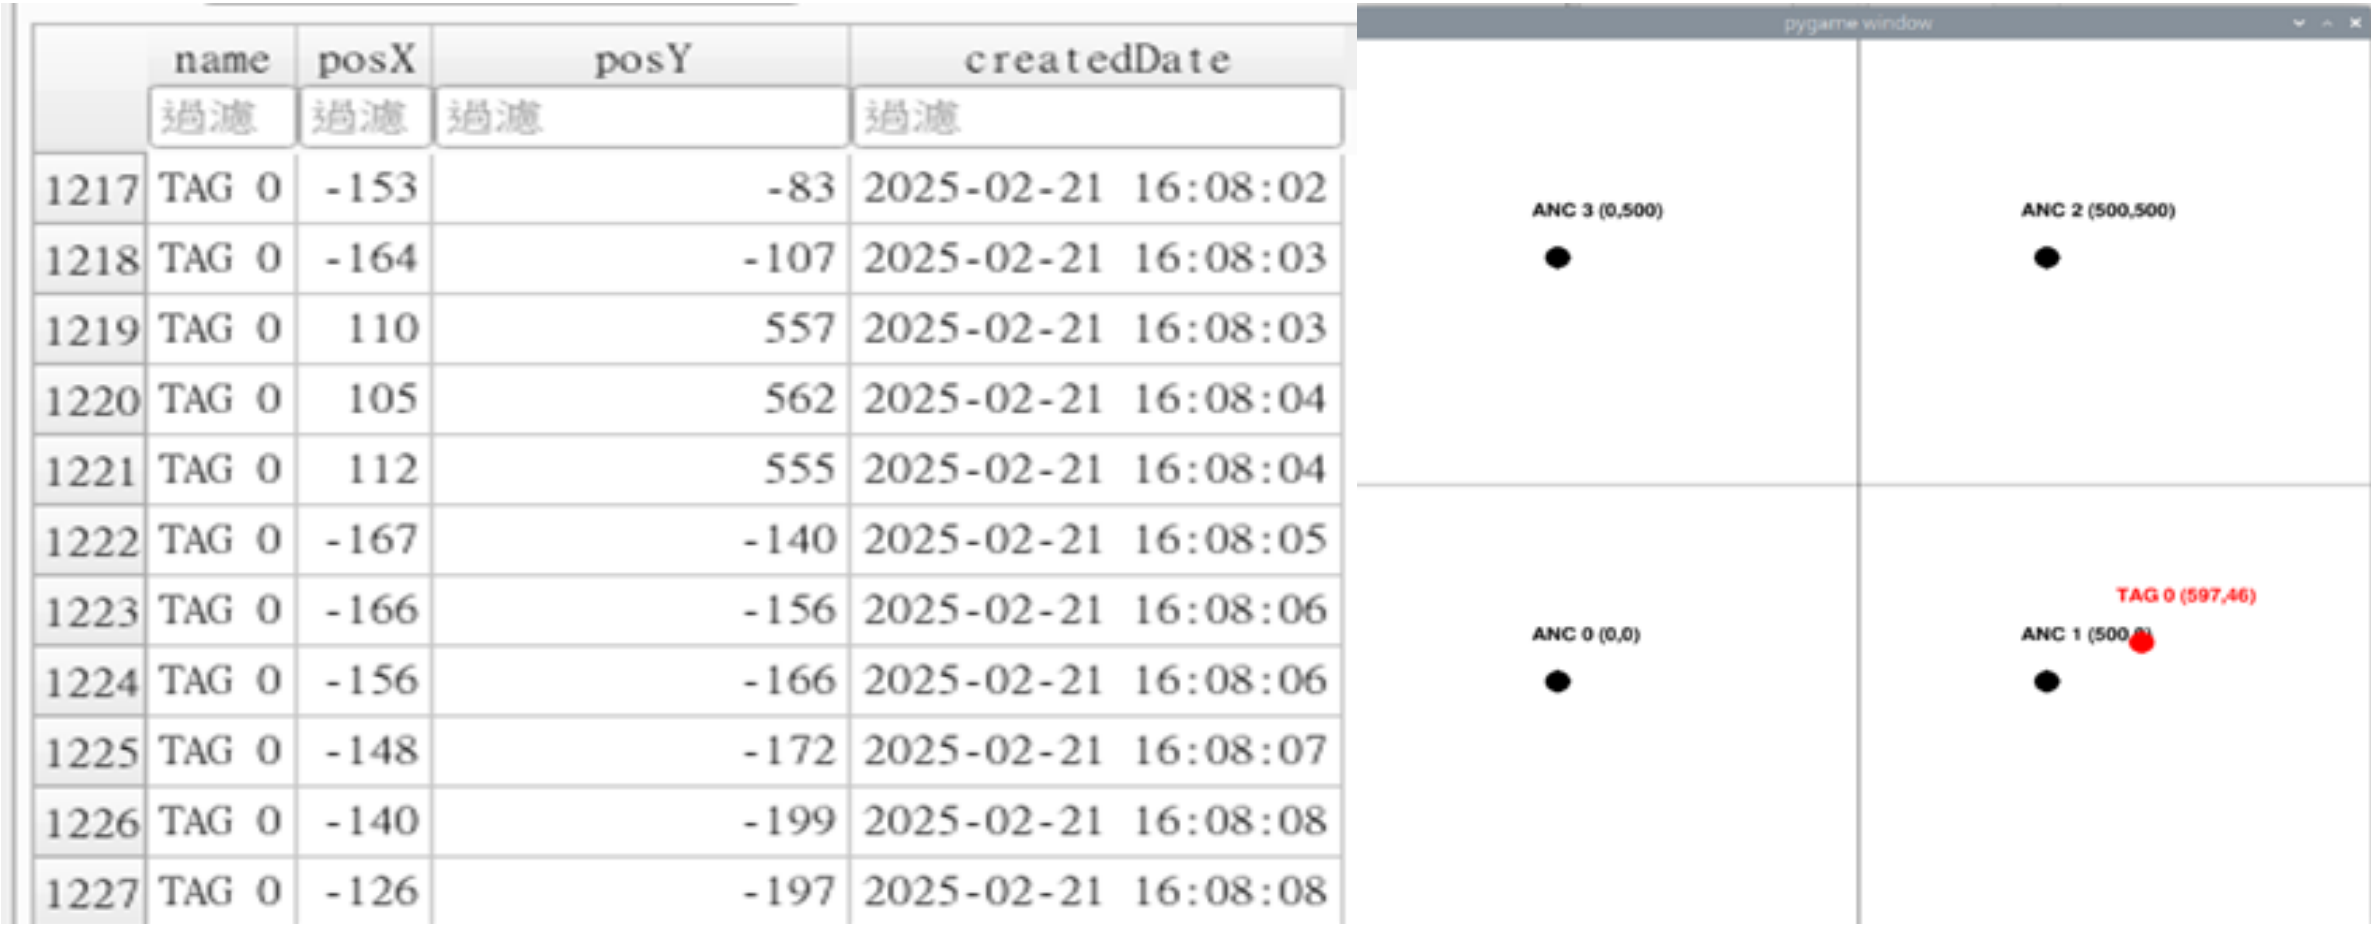 name posX posY createdDate
過濾 過濾 過濾 過濾
1217 TAG 0 -153 -83 2025-02-21 16:08:02
1218 TAG 0 -164 -107 2025-02-21 16:08:03
1219 TAG 0 110 557 2025-02-21 16:08:03
1220 TAG 0 105 562 2025-02-21 16:08:04
1221 TAG 0 112 555 2025-02-21 16:08:04
1222 TAG 0 -167 -140 2025-02-21 16:08:05
1223 TAG 0 -166 -156 2025-02-21 16:08:06
1224 TAG 0 -156 -166 2025-02-21 16:08:06
1225 TAG 0 -148 -172 2025-02-21 16:08:07
1226 TAG 0 -140 -199 2025-02-21 16:08:08
1227 TAG 0 -126 -197 2025-02-21 16:08:08
pygame window
ANC 3 (0,500)
ANC 2 (500,500)
TAG 0 (597,46)
ANC 0 (0,0)
ANC 1 (500,